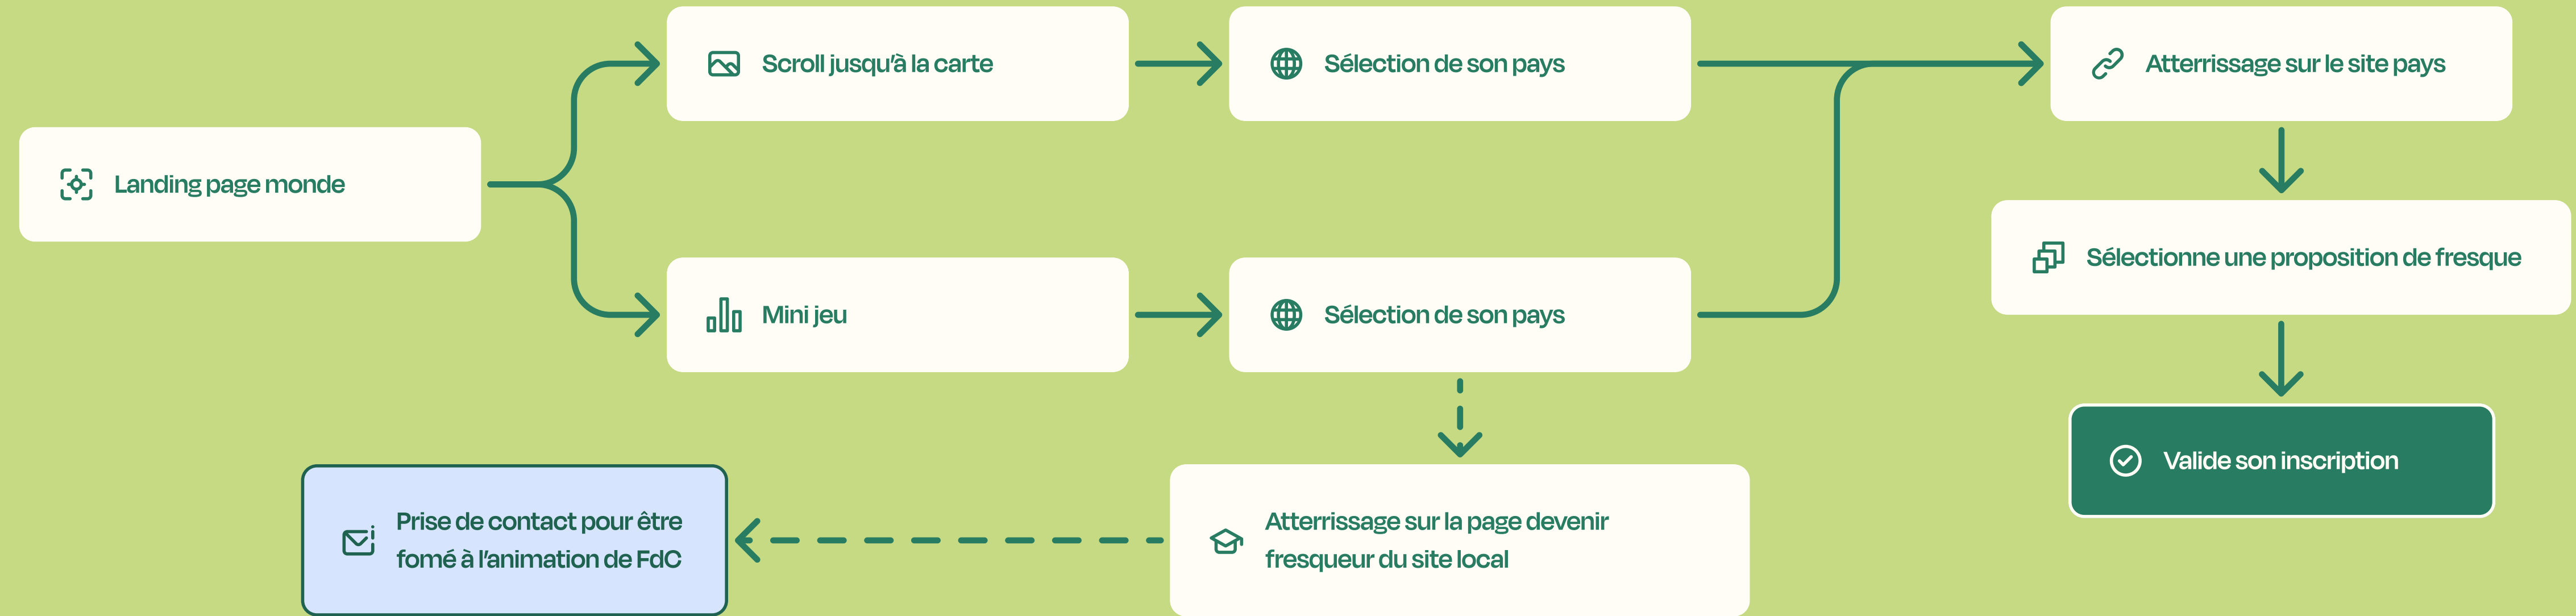 Landing page monde
Scroll jusqu'à la carte
Sélection de son pays
Atterrissage sur le site pays
Mini jeu
Sélection de son pays
Sélectionne une proposition de fresque
Valide son inscription
Atterrissage sur la page devenir
fresqueur du site local
Prise de contact pour être
fomé à l'animation de FdC